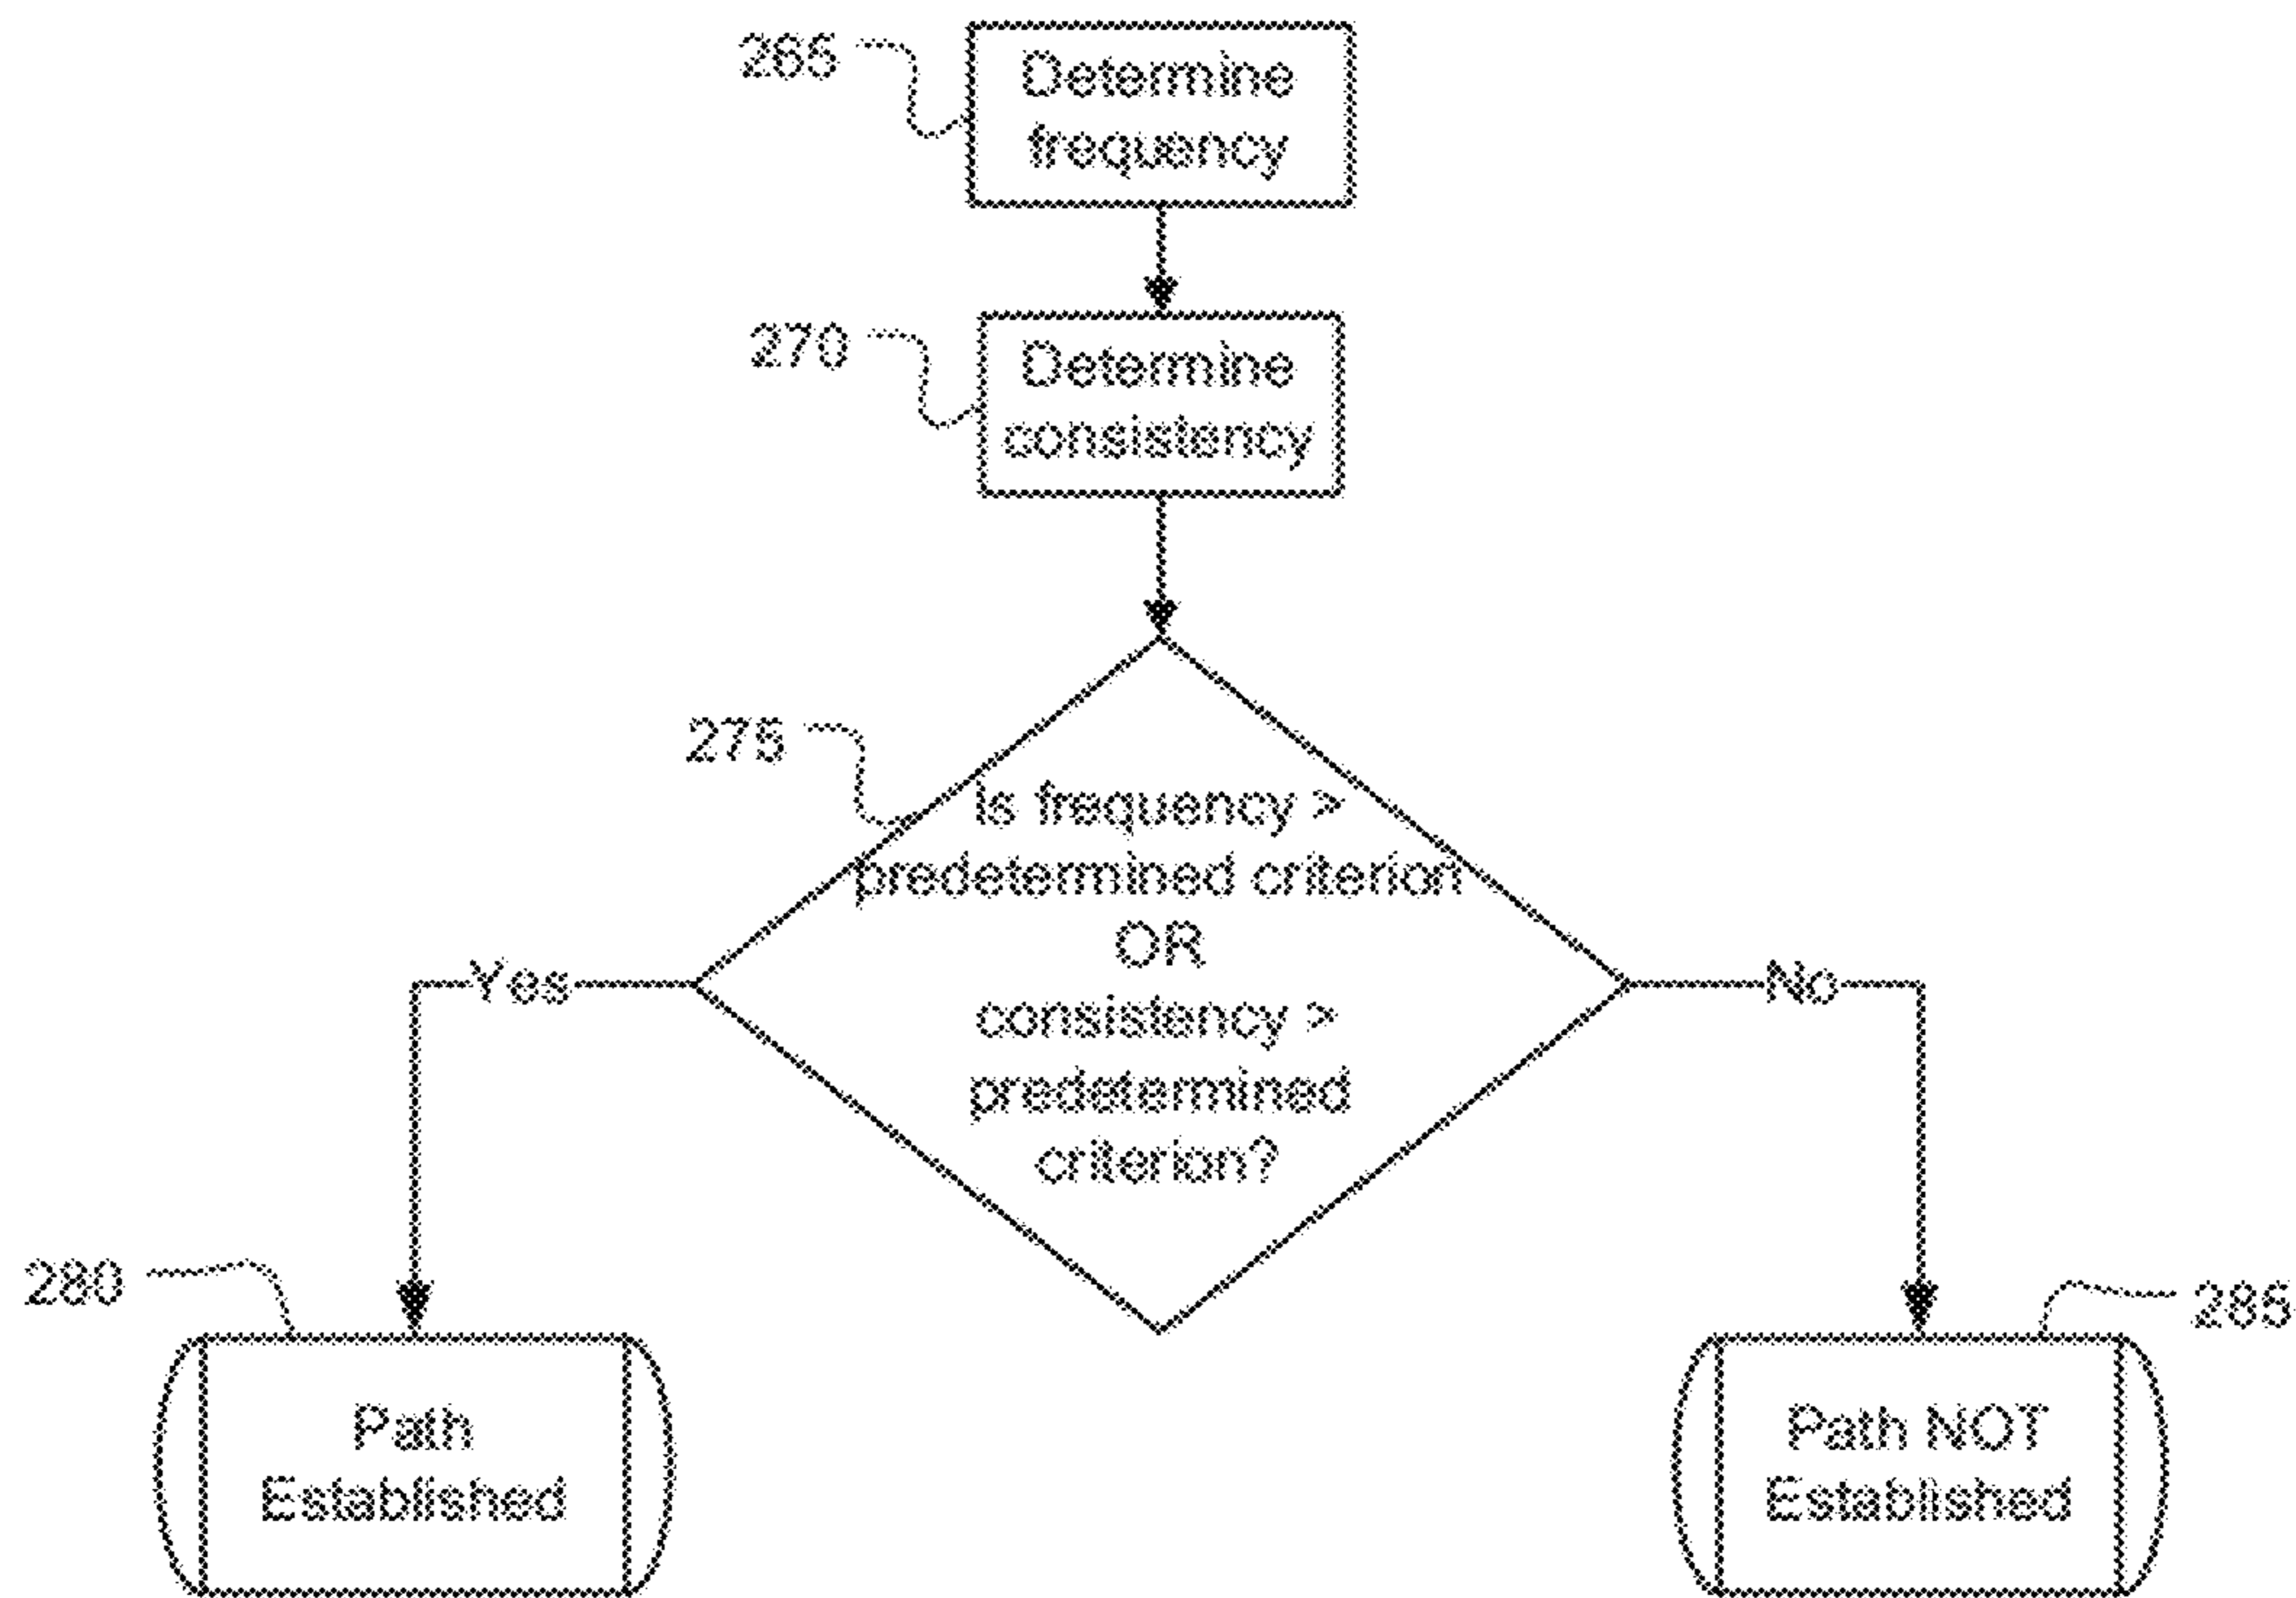 265
Determine
frequency
270
Determine
consistency
275
Is frequency >
predetermined criterion
OR
consistency >
predetermined
criterion?
Yes
No
280
285
Path
Established
Path NOT
Established